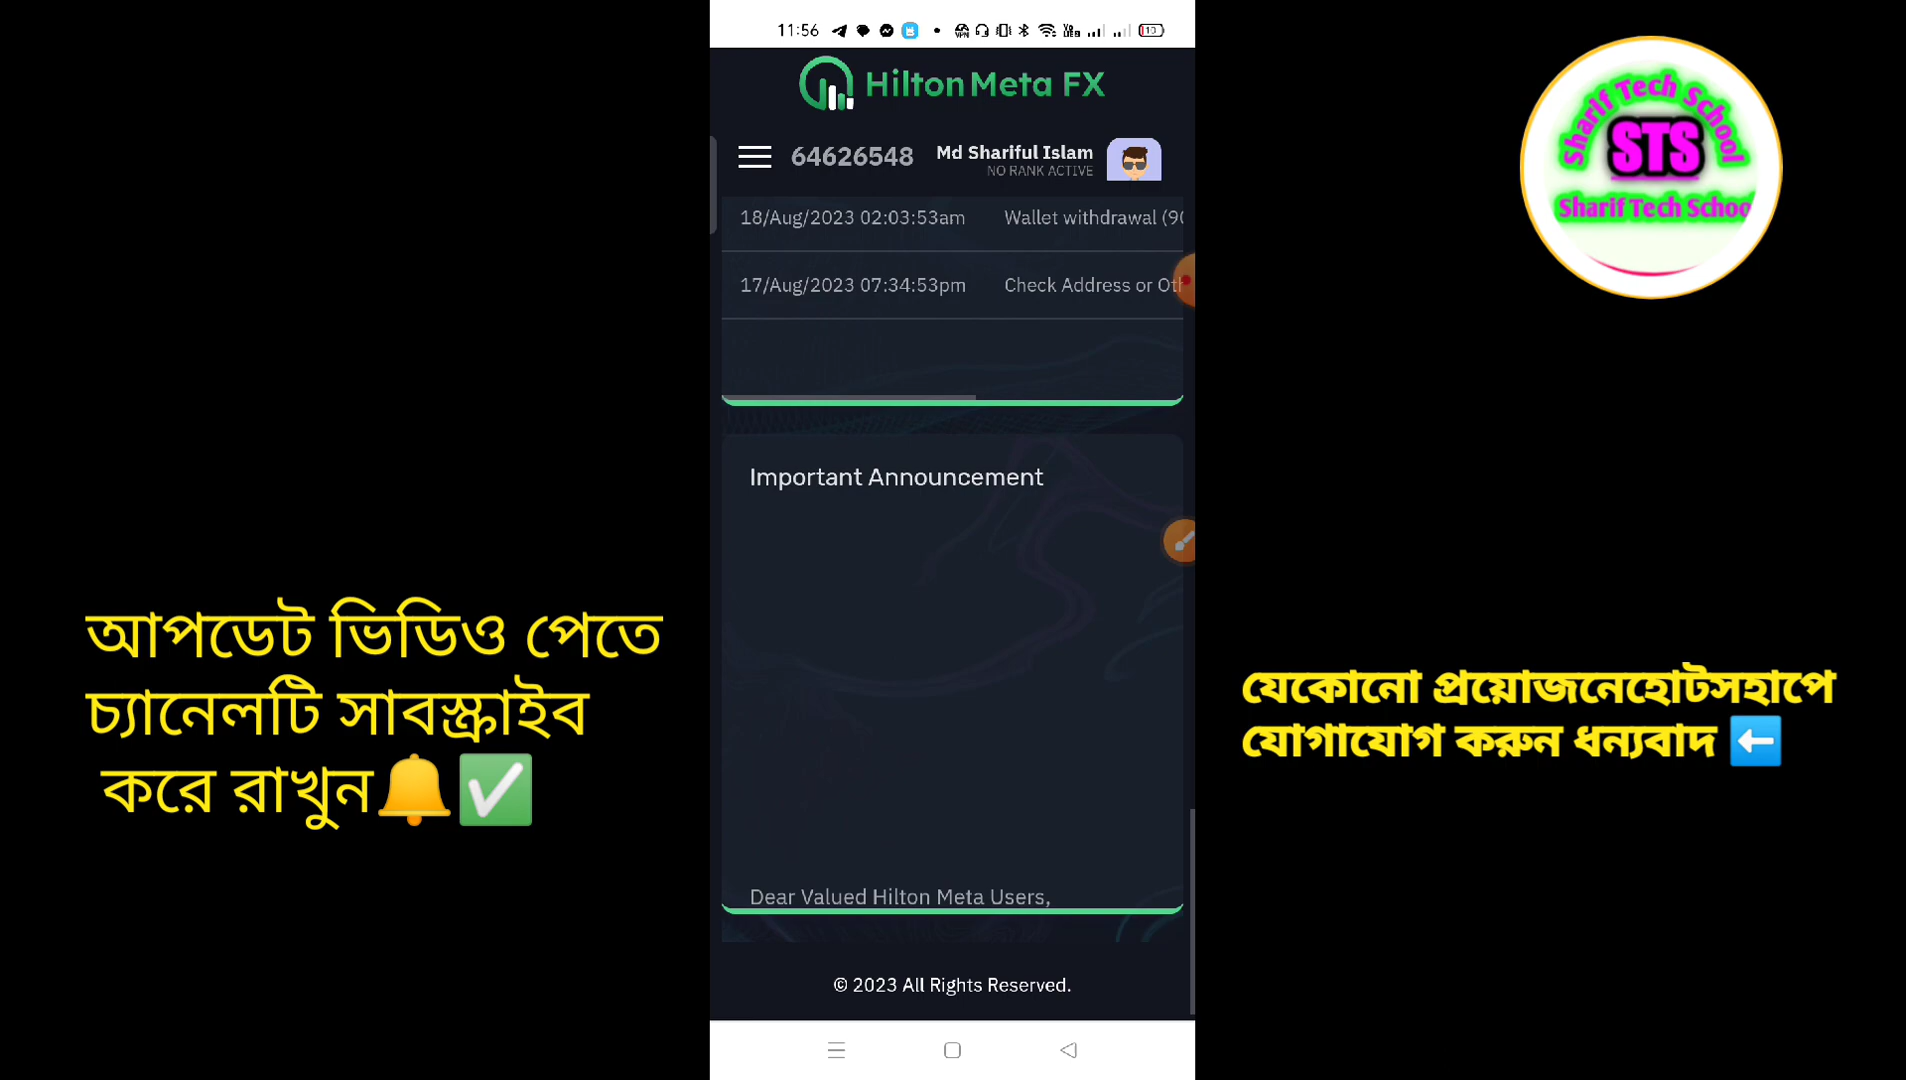 11:56
Hilton Meta FX
64626548
Md Shariful Islam
NO RANK ACTIVE
18/Aug/2023 02:03:53am Wallet withdrawal (90
17/Aug/2023 07:34:53pm Check Address or Oth
Important Announcement
Dear Valued Hilton Meta Users,
© 2023 All Rights Reserved.
আপডেট ভিডিও পেতে
চ্যানেলটি সাবস্ক্রাইব
করে রাখুন🔔✅
Sharif Tech School
STS
Sharif Tech Schoo
যেকোনো প্রয়োজনেহোটসহাপে
যোগাযোগ করুন ধন্যবাদ ⬅️